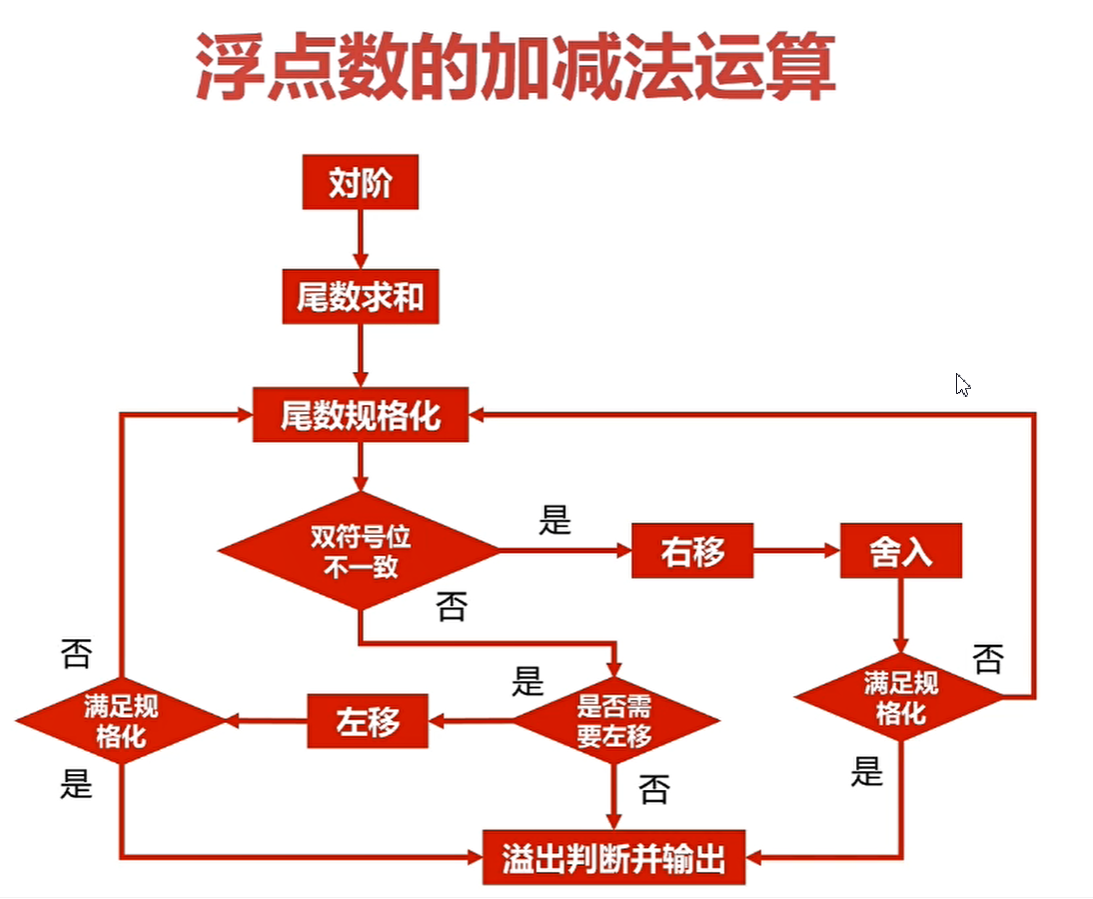 浮点数的加减法运算
对阶
尾数求和
尾数规格化
双符号位
不一致
是
右移
舍入
否
否
满足规
格化
是
左移
是
是否需
要左移
否
满足规
格化
否
是
是
溢出判断并输出